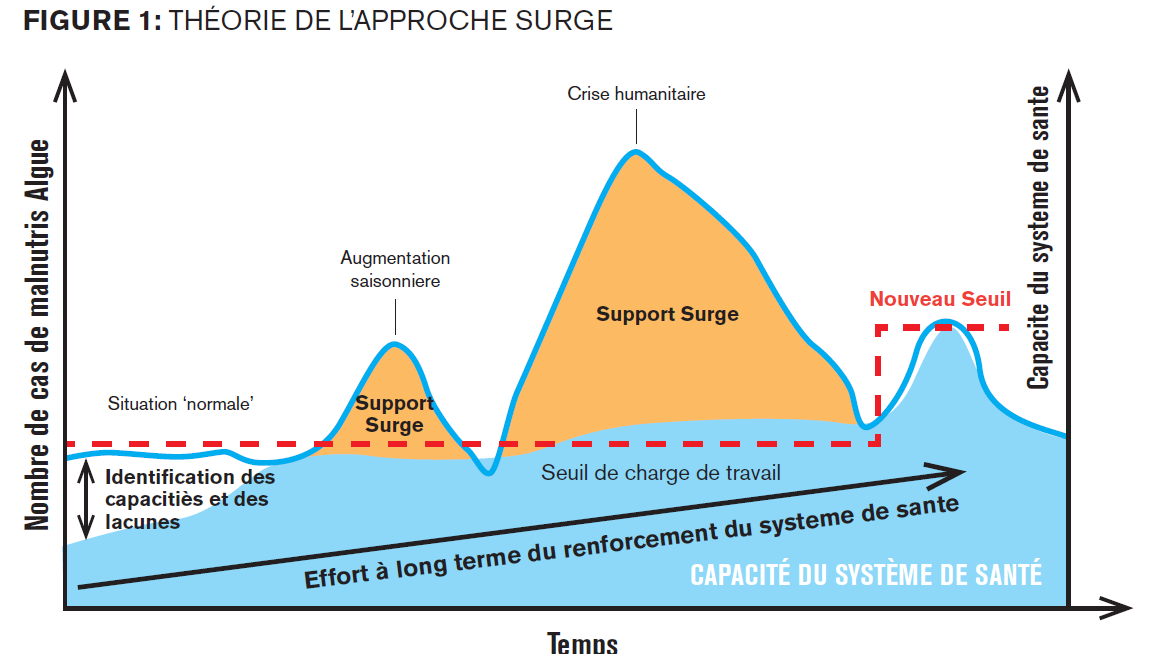 FIGURE 1: THÉORIE DE L'APPROCHE SURGE
Nombre de cas de malnutris Algue
Capacite du systeme de sante
Crise humanitaire
Augmentation
saisonniere
Nouveau Seuil
Support Surge
Situation ‘normale’
Support
Surge
Identification des
capacitiès et des
lacunes
Seuil de charge de travail
Effort à long terme du renforcement du systeme de sante
CAPACITÉ DU SYSTÈME DE SANTÉ
Temps